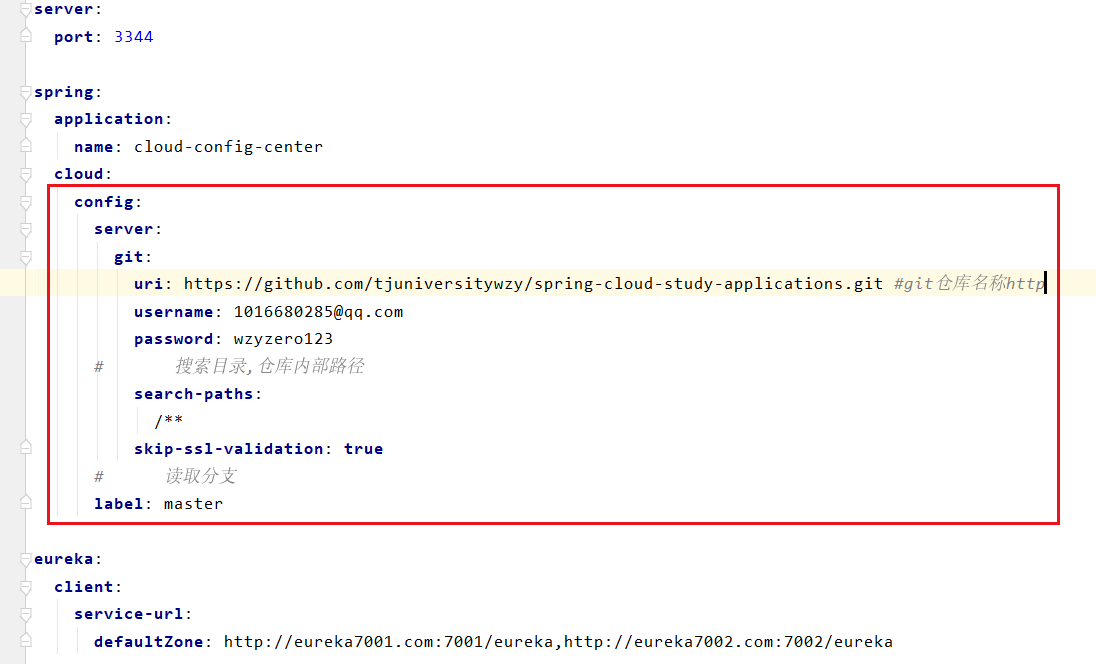 server:
  port: 3344
spring:
  application:
    name: cloud-config-center
  cloud:
    config:
      server:
        git:
          uri: https://github.com/tjuniversitywzy/spring-cloud-study-applications.git #git仓库名称http
          username: 1016680285@qq.com
          password: wzyzero123
      #       搜索目录,仓库内部路径
          search-paths:
            /**
          skip-ssl-validation: true
      #      读取分支
      label: master
eureka:
  client:
    service-url:
      defaultZone: http://eureka7001.com:7001/eureka,http://eureka7002.com:7002/eureka